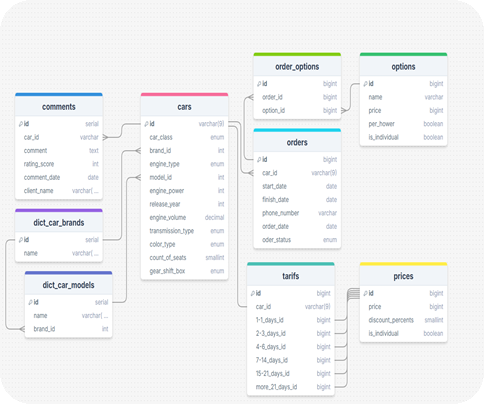 comments
id serial
car_id varchar
comment text
rating_score int
comment_date date
client_name varchar( ...
dict_car_brands
id serial
name varchar( ...
dict_car_models
id serial
name varchar( ...
brand_id int
cars
id varchar(9)
car_class enum
brand_id int
engine_type enum
model_id int
engine_power int
release_year int
engine_volume decimal
transmission_type enum
color_type enum
count_of_seats smallint
gear_shift_box enum
order_options
id bigint
order_id bigint
option_id bigint
orders
id bigint
car_id varchar(9)
start_date date
finish_date date
phone_number varchar
order_date date
oder_status enum
tarifs
id bigint
car_id varchar(9)
1-1_days_id bigint
2-3_days_id bigint
4-6_days_id bigint
7-14_days_id bigint
15-21_days_id bigint
more_21_days_id bigint
options
id bigint
name varchar
price bigint
per_hower boolean
is_individual boolean
prices
id bigint
price bigint
discount_percents smallint
is_individual boolean